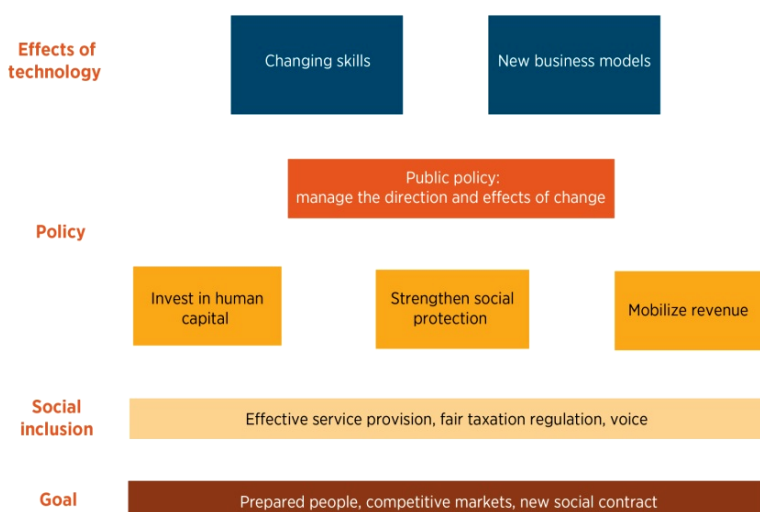 Effects of
technology
Changing skills
New business models
Public policy:
manage the direction and effects of change
Policy
Invest in human
capital
Strengthen social
protection
Mobilize revenue
Social
inclusion
Effective service provision, fair taxation regulation, voice
Goal
Prepared people, competitive markets, new social contract